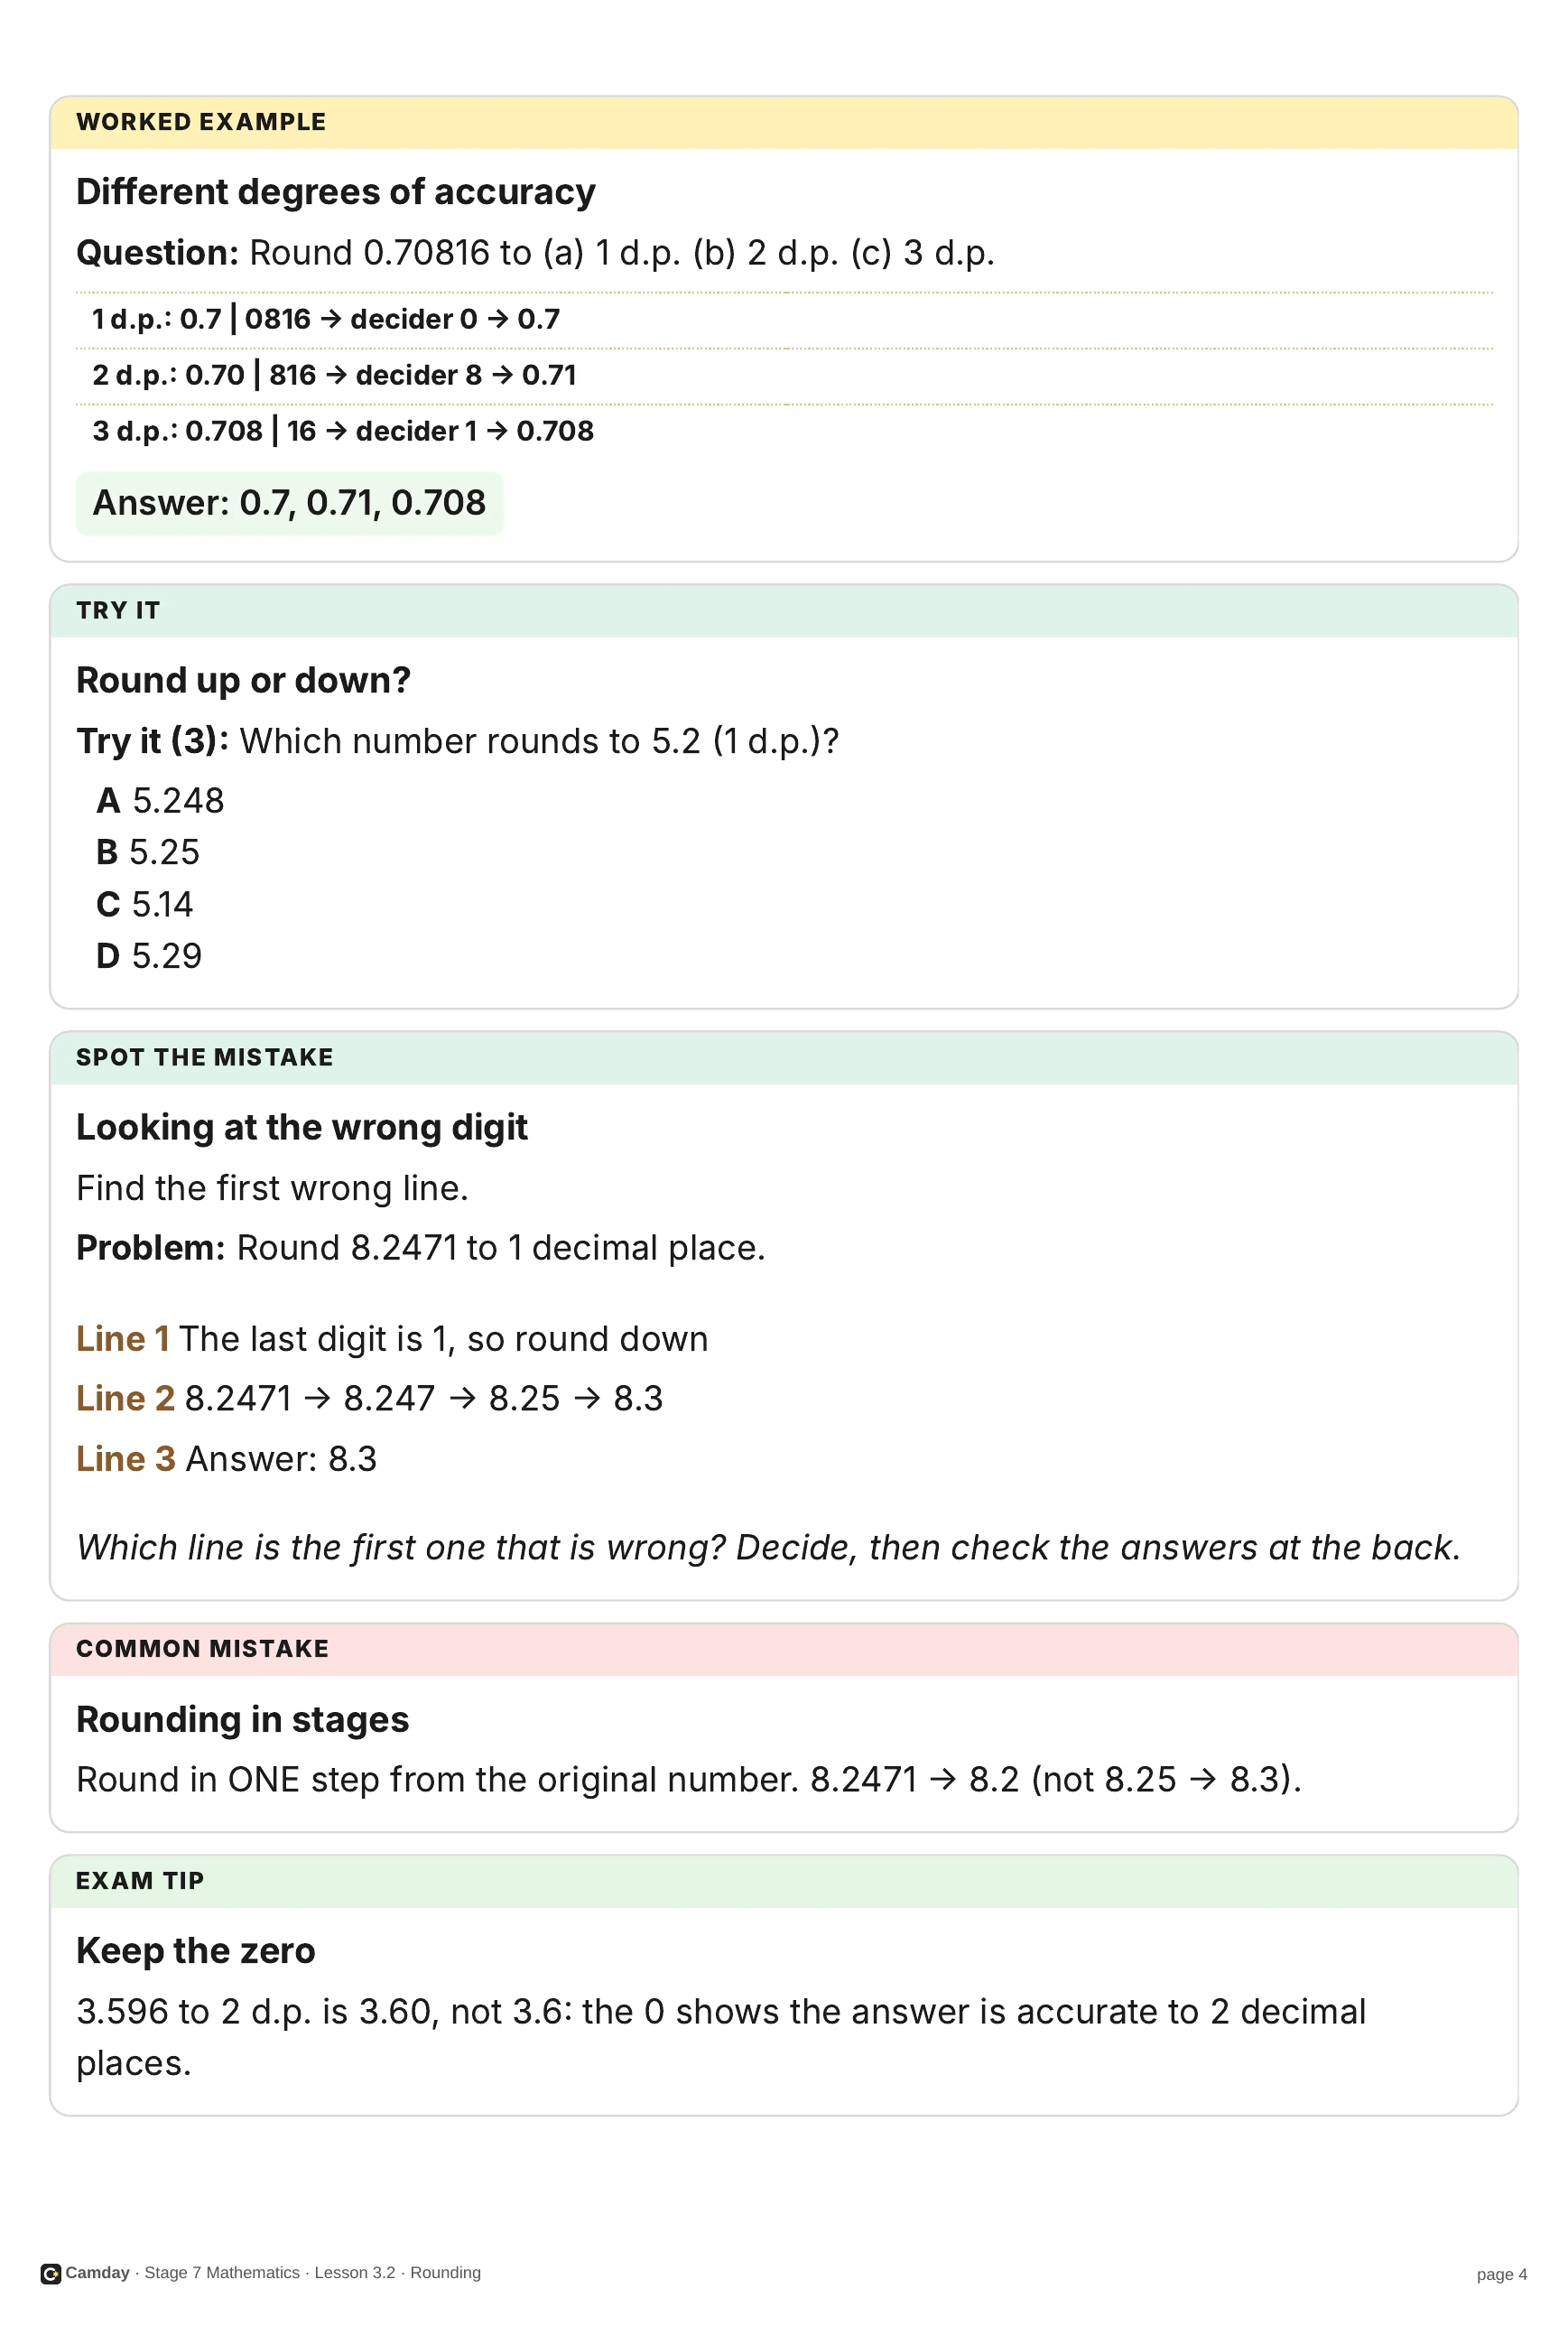 WORKED EXAMPLE
Different degrees of accuracy
Question: Round 0.70816 to (a) 1 d.p. (b) 2 d.p. (c) 3 d.p.
1 d.p.: 0.7 | 0816 → decider 0 → 0.7
2 d.p.: 0.70 | 816 → decider 8 → 0.71
3 d.p.: 0.708 | 16 → decider 1 → 0.708
Answer: 0.7, 0.71, 0.708
TRY IT
Round up or down?
Try it (3): Which number rounds to 5.2 (1 d.p.)?
A 5.248
B 5.25
C 5.14
D 5.29
SPOT THE MISTAKE
Looking at the wrong digit
Find the first wrong line.
Problem: Round 8.2471 to 1 decimal place.
Line 1 The last digit is 1, so round down
Line 2 8.2471 → 8.247 → 8.25 → 8.3
Line 3 Answer: 8.3
Which line is the first one that is wrong? Decide, then check the answers at the back.
COMMON MISTAKE
Rounding in stages
Round in ONE step from the original number. 8.2471 → 8.2 (not 8.25 → 8.3).
EXAM TIP
Keep the zero
3.596 to 2 d.p. is 3.60, not 3.6: the 0 shows the answer is accurate to 2 decimal
places.
Camday · Stage 7 Mathematics · Lesson 3.2 · Rounding
page 4